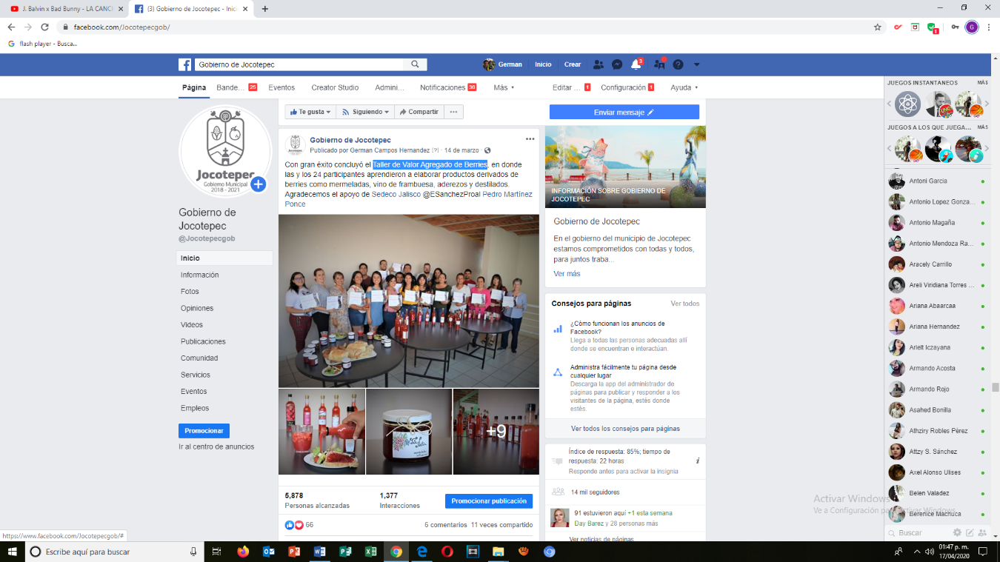 J. Balvin x Bad Bunny - LA CANCI
(3) Gobierno de Jocotepec - Inic
facebook.com/Jocotepecgob/
flash player - Busca...
Gobierno de Jocotepec
German
Inicio
Crear
3
Página
Bande... 25
Eventos
Creator Studio
Admini...
Notificaciones 36
Más
Editar ... 1
Configuración 1
Ayuda
Jocotepec
Gobierno Municipal
2018 - 2021
Gobierno de
Jocotepec
@Jocotepecgob
Inicio
Información
Fotos
Opiniones
Videos
Publicaciones
Comunidad
Servicios
Eventos
Empleos
Promocionar
Ir al centro de anuncios
Te gusta
Siguiendo
Compartir
Gobierno de Jocotepec
Publicado por German Campos Hernandez [?] · 14 de marzo ·
Con gran éxito concluyó el Taller de Valor Agregado de Berries, en donde
las y los 24 participantes aprendieron a elaborar productos derivados de
berries como mermeladas, vino de frambuesa, aderezos y destilados.
Agradecemos el apoyo de Sedeco Jalisco @ESanchezProal Pedro Martínez
Ponce
+9
5,878
Personas alcanzadas
1,377
Interacciones
Promocionar publicación
66
6 comentarios 11 veces compartido
Enviar mensaje
INFORMACIÓN SOBRE GOBIERNO DE
JOCOTEPEC
Gobierno de Jocotepec
En el gobierno del municipio de Jocotepec
estamos comprometidos con todas y todos,
para juntos traba...
Ver más
Consejos para páginas
Ver todos
¿Cómo funcionan los anuncios de
Facebook?
Llega a todas las personas adecuadas allí
donde se encuentran e interactúan.
Administra fácilmente tu página desde
cualquier lugar
Descarga la app del administrador de
páginas para publicar y responder a los
visitantes de la página, estés donde
estés.
Ver todos los consejos para páginas
Índice de respuesta: 85%; tiempo de
respuesta: 22 horas
Responde antes para activar la insignia
14 mil seguidores
91 estuvieron aquí +1 esta semana
Day Barez y 28 personas más
Ver noticias de páginas
JUEGOS INSTANTÁNEOS
MÁS
JUEGOS A LOS QUE JUEGA...
MÁS
Antoni Garcia
Antonio Lopez Gonza...
Antonio Magaña
Antonio Mendoza Ra...
Aracely Carrillo
Areli Viridiana Torres ...
Ariana Abaarcaa
Ariana Hernandez
Arlelt Iczayana
Armando Acosta
Armando Rojo
Asahed Bonilla
Athziry Robles Pérez
Attzy S. Sánchez
Axel Alonso Ulises
Belen Valadez
Berenice Machuca
Buscar
Activar Windows
Ve a Configuración para activar Windows.
https://www.facebook.com/Jocotepecgob/#
Escribe aquí para buscar
01:47 p. m.
17/04/2020